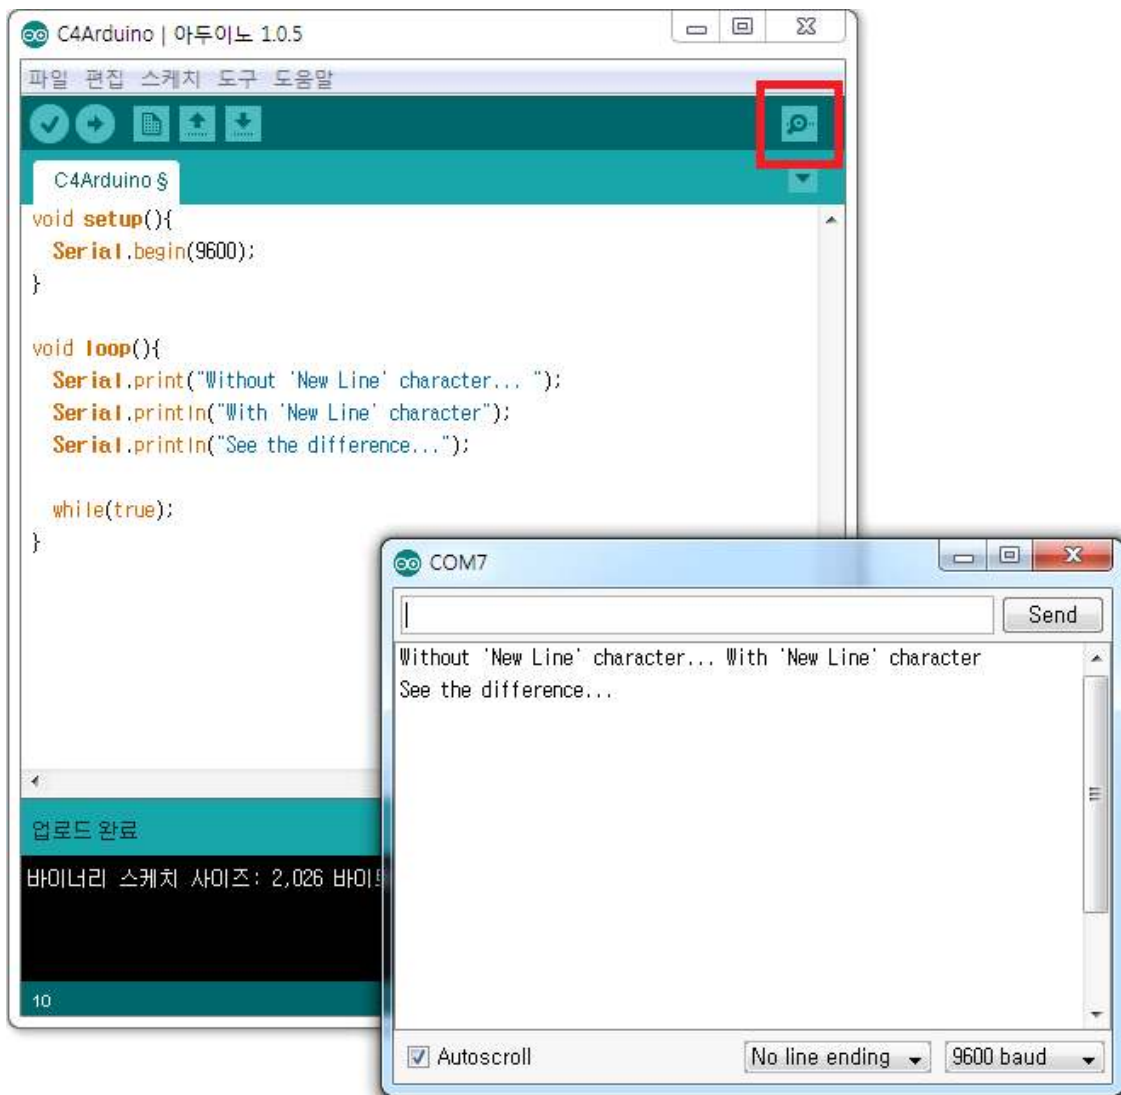 C4Arduino | 아두이노 1.0.5
파일 편집 스케치 도구 도움말
C4Arduino §
void setup(){
  Serial.begin(9600);
}
void loop(){
  Serial.print("Without 'New Line' character... ");
  Serial.println("With 'New Line' character");
  Serial.println("See the difference...");
  while(true);
}
업로드 완료
바이너리 스케치 사이즈: 2,026
10
COM7
Send
Without 'New Line' character... With 'New Line' character
See the difference...
Autoscroll
No line ending
9600 baud